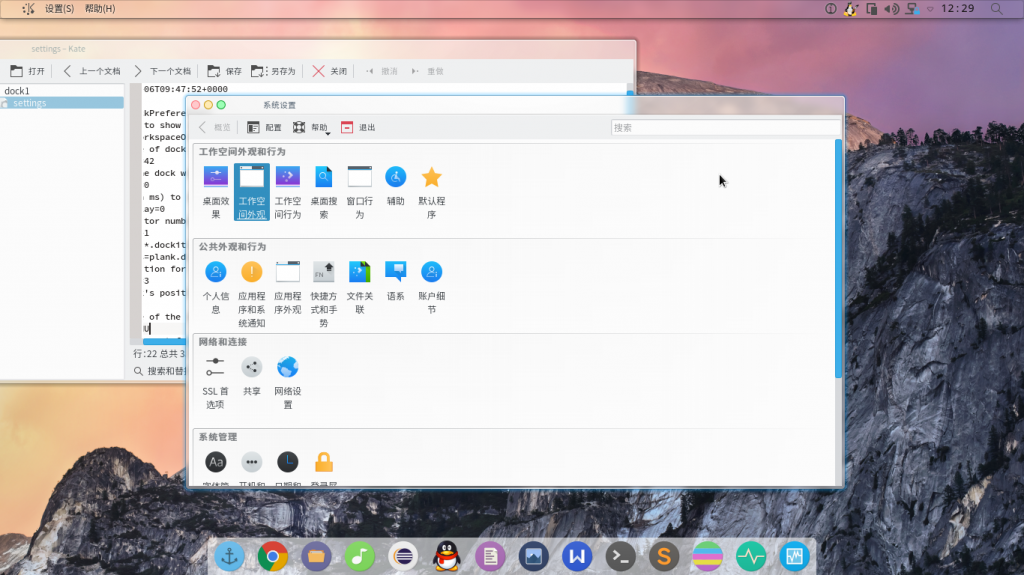 设置(S) 帮助(H)
12:29
settings - Kate
打开 上一个文档 下一个文档 保存 另存为 关闭 撤消 重做
dock1
settings
06T09:47:52+0000
kPrefere
to show
rkspaceO
of dock
42
he dock w
0
ms) to
ay=0
tor numb
1
*.dockit
=plank.d
tion for
3
's posit
of the
U
行:22 总共 3
搜索和替
系统设置
概览 配置 帮助 退出
搜索
工作空间外观和行为
桌面效果 工作空间外观 工作空间行为 桌面搜索 窗口行为 辅助 默认程序
公共外观和行为
个人信息 应用程序和系统通知 应用程序外观 快捷方式和手势 文件关联 语系 账户细节
FN
网络和连接
SSL 首选项 共享 网络设置
系统管理
Aa
W
S